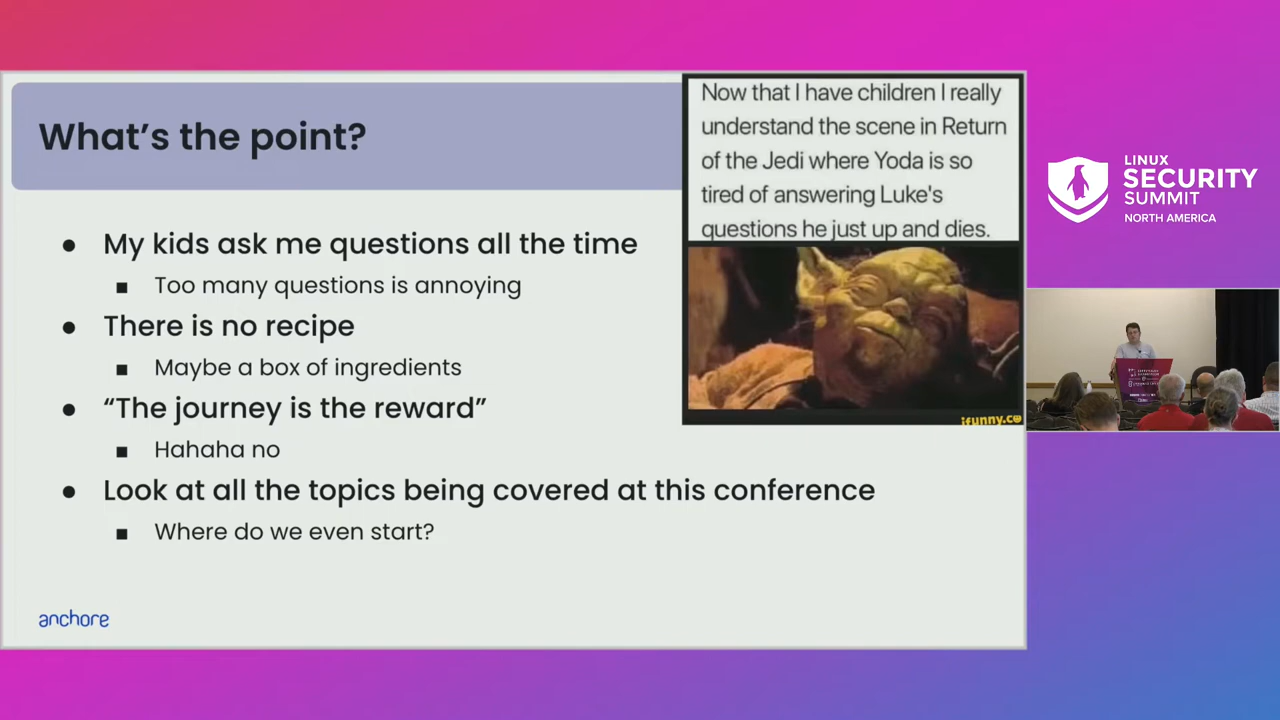 What's the point?
Now that I have children I really
understand the scene in Return
of the Jedi where Yoda is so
tired of answering Luke's
questions he just up and dies.
ifunny.co
● My kids ask me questions all the time
■ Too many questions is annoying
● There is no recipe
■ Maybe a box of ingredients
● “The journey is the reward”
■ Hahaha no
● Look at all the topics being covered at this conference
■ Where do we even start?
anchore
LINUX
SECURITY
SUMMIT
NORTH AMERICA